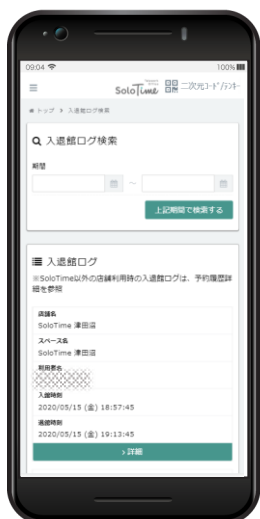 09:04 100%
SoloTime 二次元ｺｰﾄﾞ/ﾃﾝｷｰ
トップ > 入退館ログ検索
入退館ログ検索
期間
~
上記期間で検索する
入退館ログ
※SoloTime以外の店舗利用時の入退館ログは、予約履歴詳
細を参照
店舗名
SoloTime 津田沼
スペース名
SoloTime 津田沼
利用者名
入館時刻
2020/05/15 (金) 18:57:45
退館時刻
2020/05/15 (金) 19:13:45
> 詳細